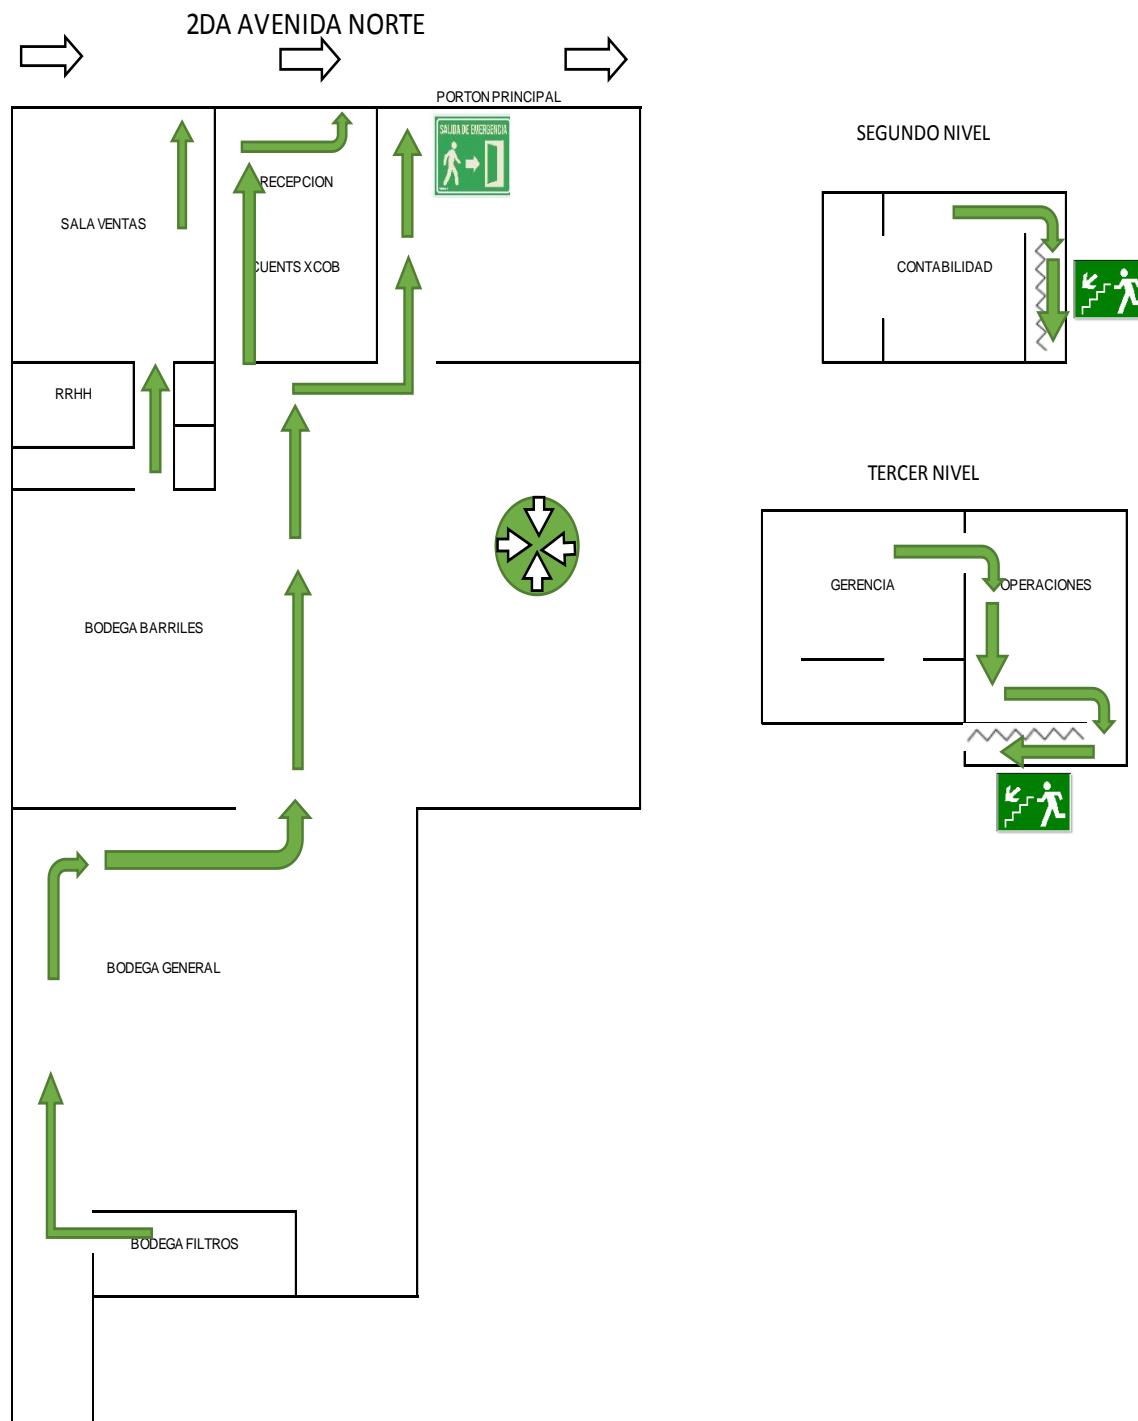 2DA AVENIDA NORTE
PORTON PRINCIPAL
SALIDA DE EMERGENCIA
RECEPCION
SALA VENTAS
CUENTS X COB
RRHH
BODEGA BARRILES
BODEGA GENERAL
BODEGA FILTROS
SEGUNDO NIVEL
CONTABILIDAD
TERCER NIVEL
GERENCIA
OPERACIONES